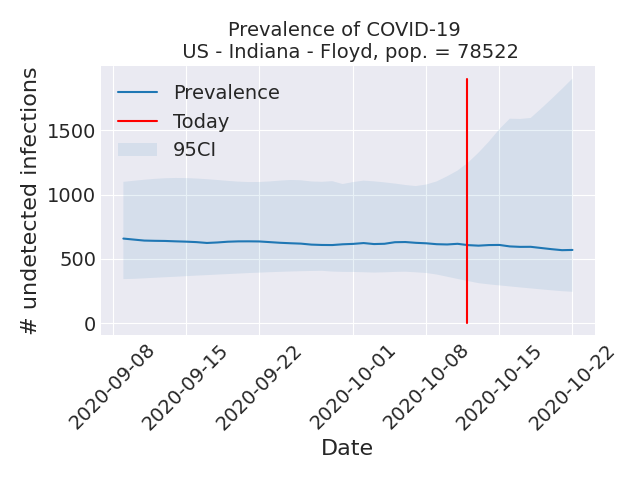 Prevalence of COVID-19
US - Indiana - Floyd, pop. = 78522
# undetected infections
1500
1000
500
0
Prevalence
Today
95CI
2020-09-08
2020-09-15
2020-09-22
2020-10-01
2020-10-08
2020-10-15
2020-10-22
Date